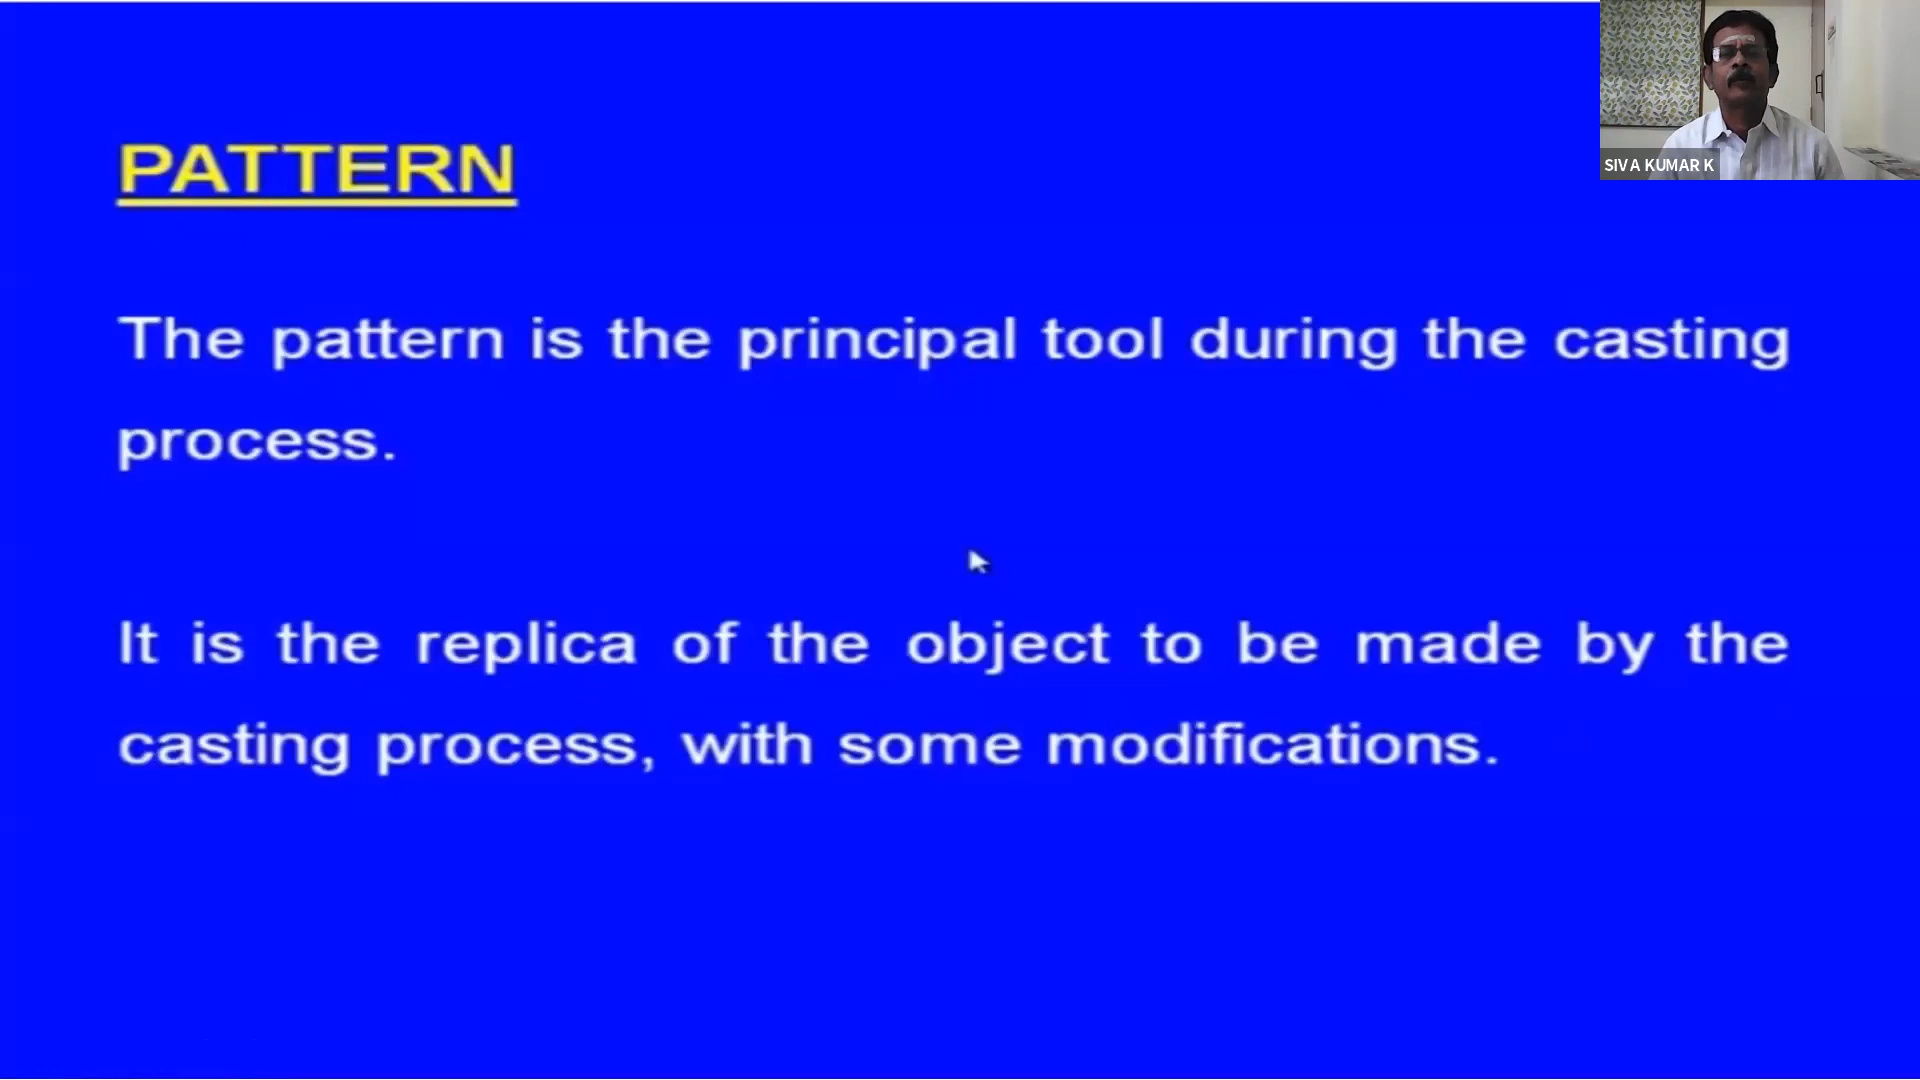 PATTERN
The pattern is the principal tool during the casting
process.
It is the replica of the object to be made by the
casting process, with some modifications.
SIVA KUMAR K